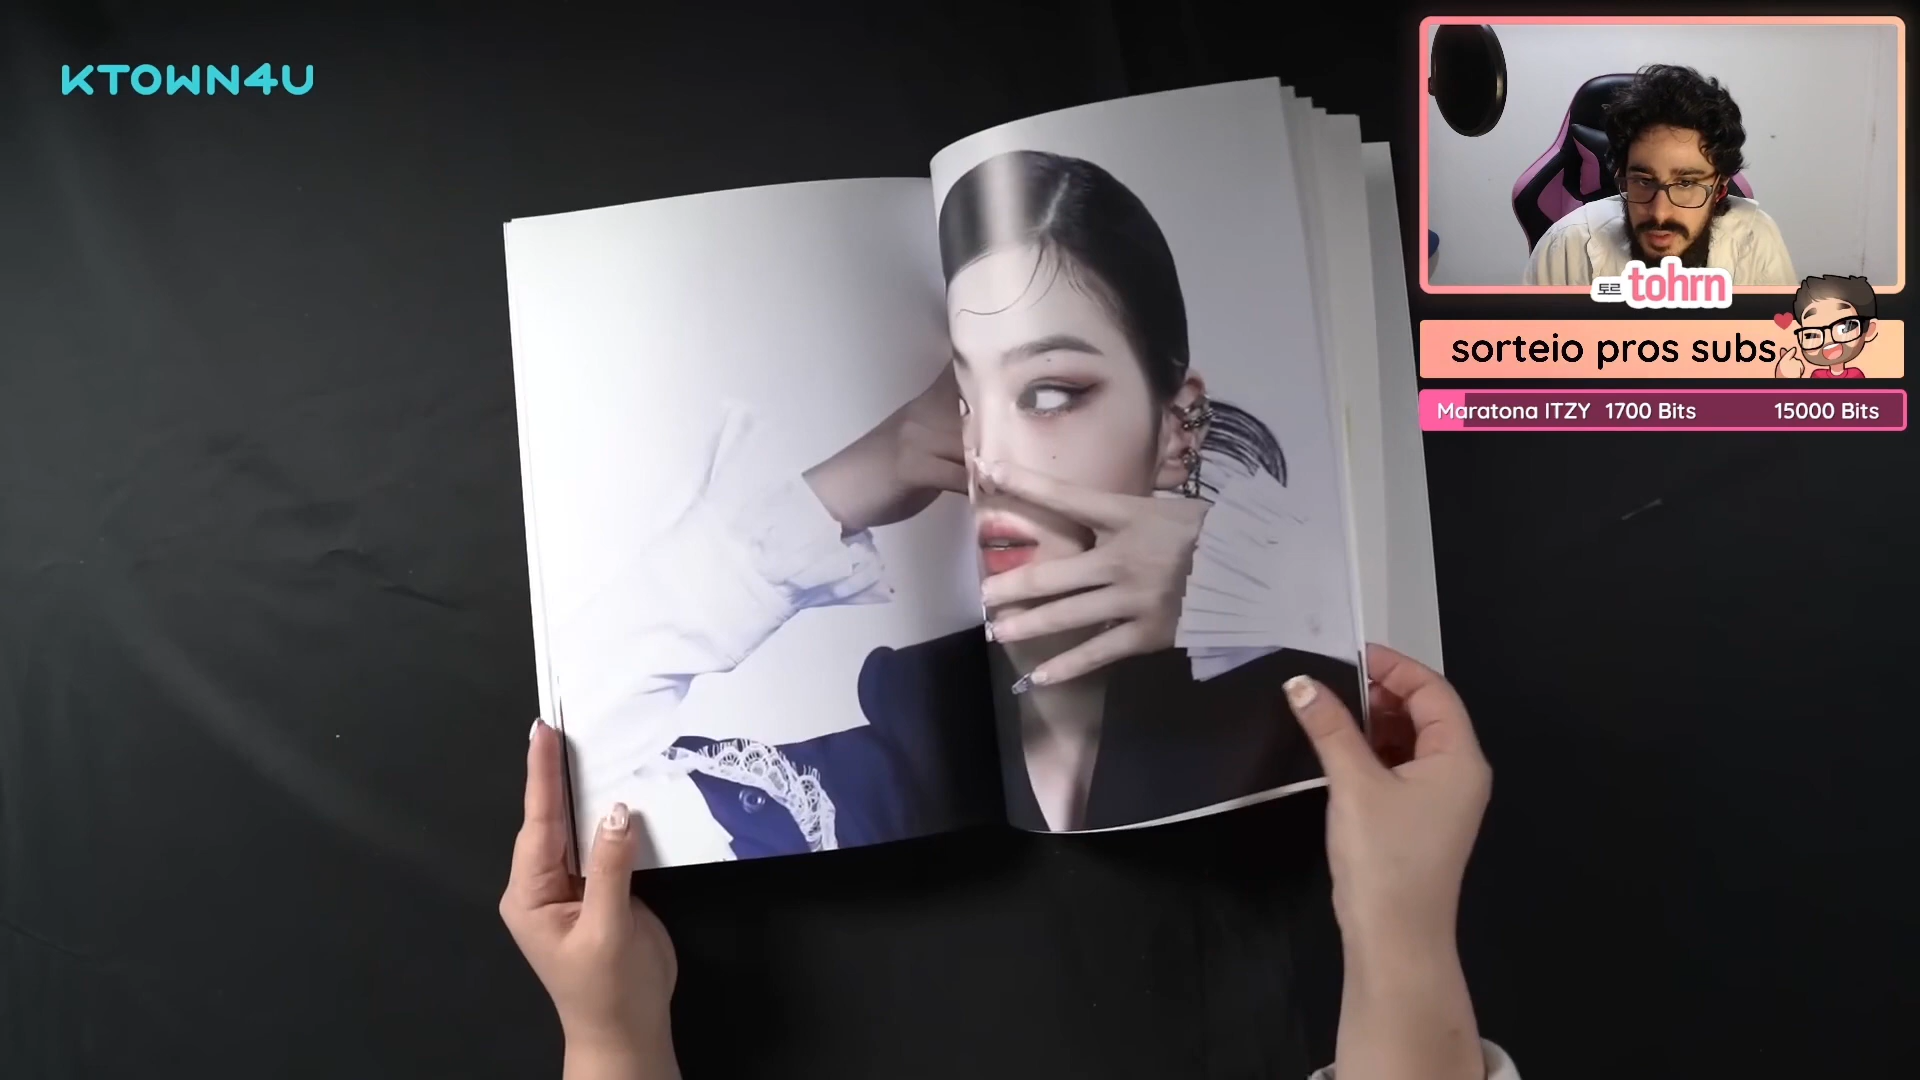 KTOWN4U
토르 tohrn
sorteio pros subs
Maratona ITZY 1700 Bits 15000 Bits